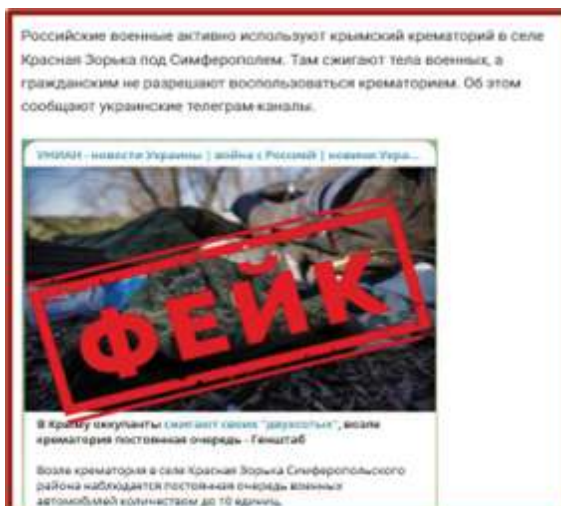 Российские военные активно используют крымский крематорий в селе
Красная Зорька под Симферополем. Там сжигают тела военных, а
гражданским не разрешают воспользоваться крематорием. Об этом
сообщают украинские телеграм-каналы.
УНИАН - новости Украины | война с Россией | новини Укра...
ФЕЙК
В Крыму оккупанты сжигают своих "двухсотых", возле
крематория постоянная очередь - Генштаб
Возле крематория в селе Красная Зорька Симферопольского
района наблюдается постоянная очередь военных
автомобилей количеством до 10 единиц.